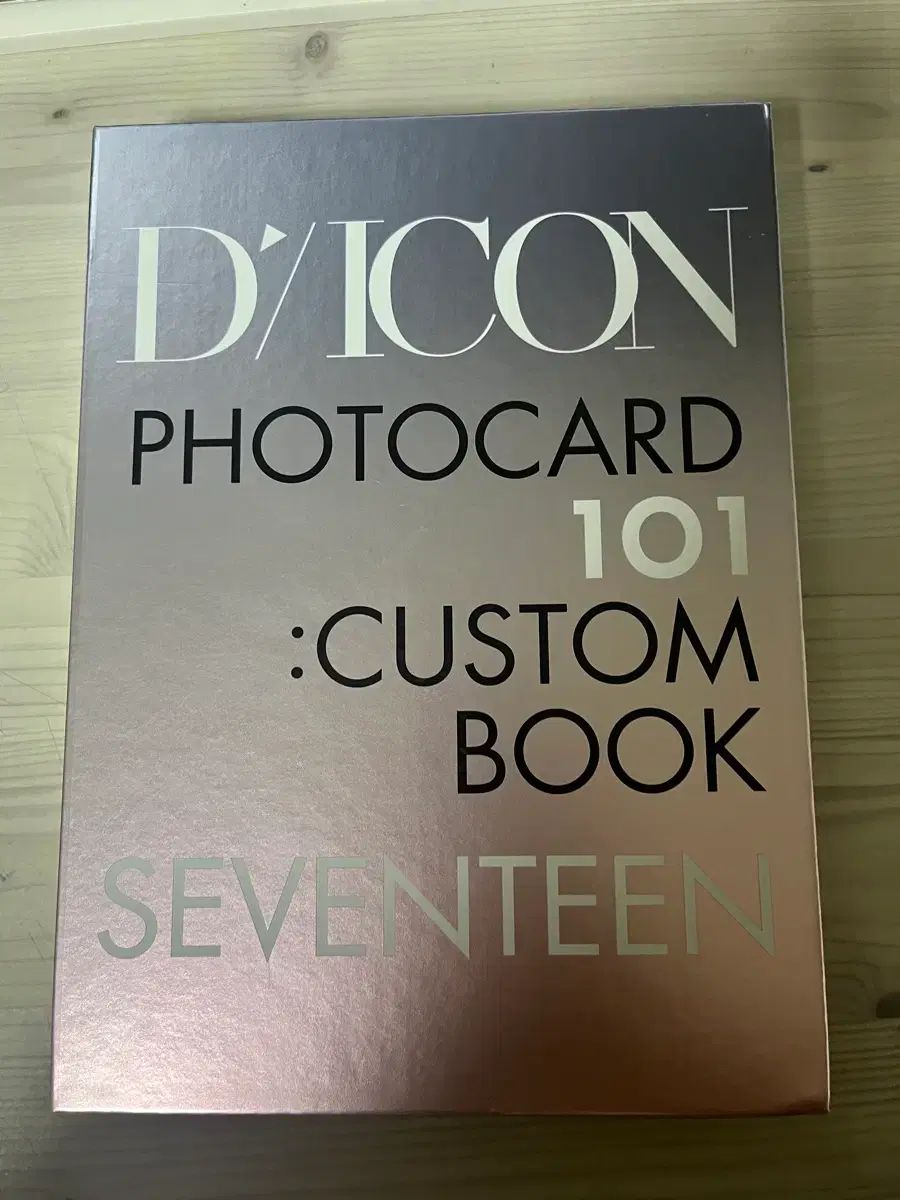 D'/ICON
PHOTOCARD
101
:CUSTOM
BOOK
SEVENTEEN